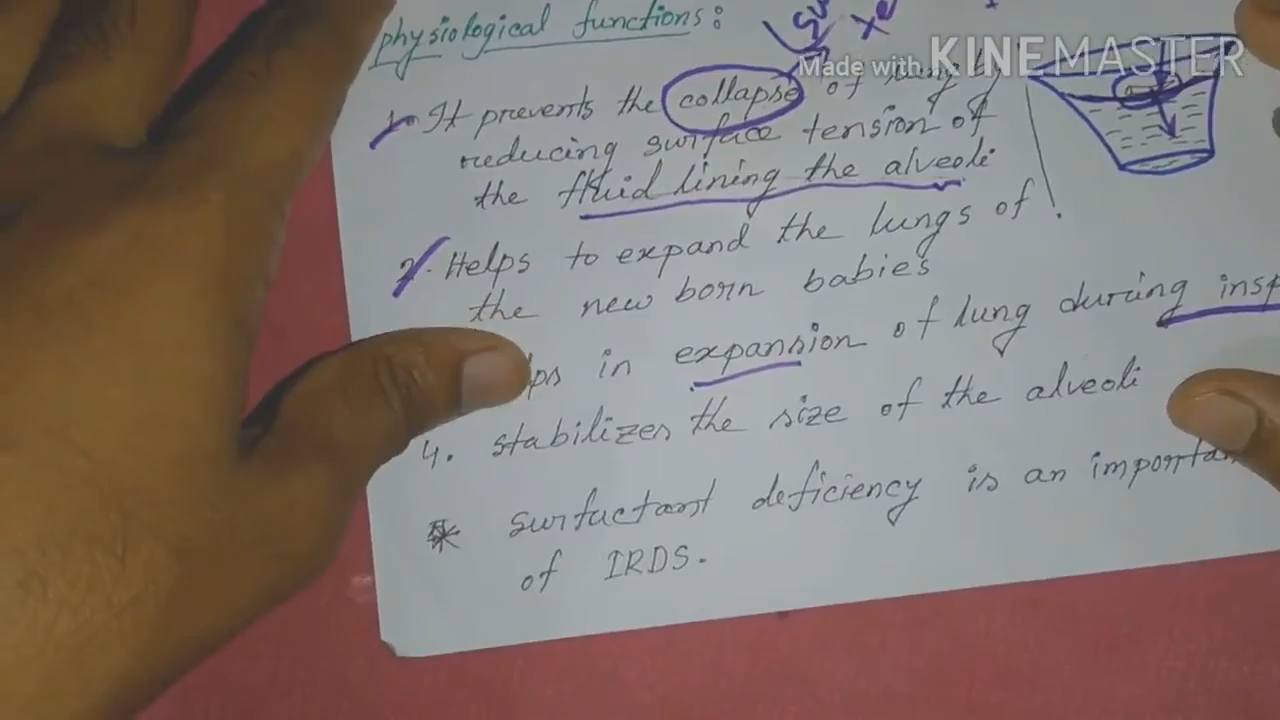 physiological functions:
Made with KINEMASTER
1. It prevents the collapse of lung by
reducing surface tension of
the fluid lining the alveoli
2. Helps to expand the lungs of
the new born babies
in expansion of lung during
4. stabilizes the size of the alveoli
* surfactant deficiency is an
of IRDS.